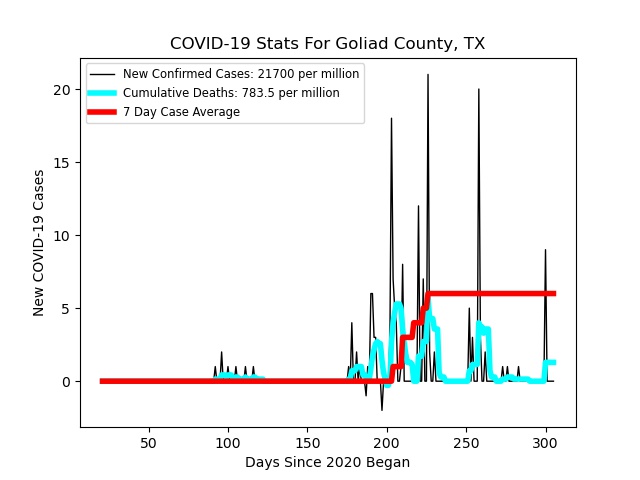 COVID-19 Stats For Goliad County, TX
New Confirmed Cases: 21700 per million
Cumulative Deaths: 783.5 per million
7 Day Case Average
New COVID-19 Cases
20
15
10
5
0
50 100 150 200 250 300
Days Since 2020 Began